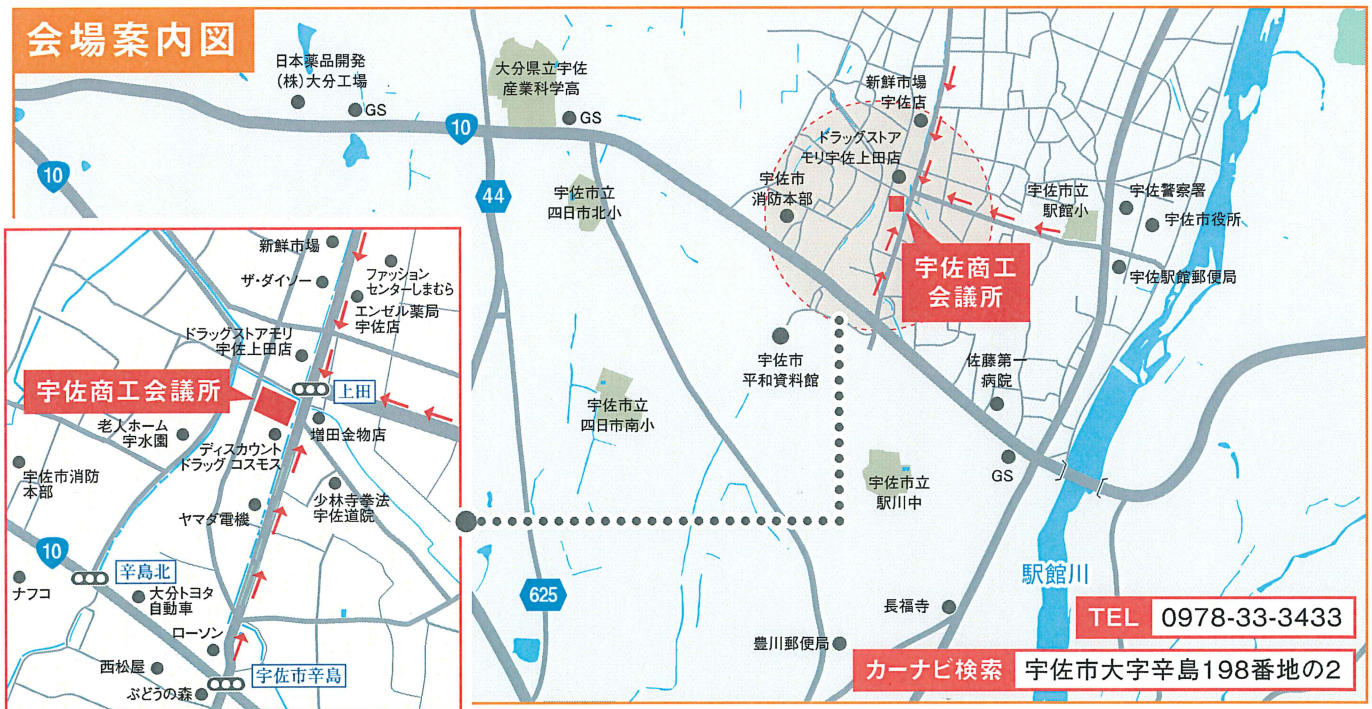 会場案内図
日本薬品開発
(株)大分工場
GS
10
10
大分県立宇佐
産業科学高
GS
44
宇佐市立
四日市北小
新鮮市場
宇佐店
ドラッグストア
モリ宇佐上田店
宇佐市
消防本部
宇佐市立
駅館小
宇佐警察署
宇佐市役所
宇佐駅館郵便局
宇佐商工
会議所
宇佐市
平和資料館
佐藤第一
病院
宇佐市立
四日市南小
GS
宇佐市立
駅川中
駅館川
625
長福寺
豊川郵便局
TEL 0978-33-3433
カーナビ検索 宇佐市大字辛島198番地の2
新鮮市場
ザ・ダイソー
ファッション
センターしまむら
エンゼル薬局
宇佐店
ドラッグストアモリ
宇佐上田店
宇佐商工会議所
上田
老人ホーム
宇水園
増田金物店
ディスカウント
ドラッグ コスモス
宇佐市消防
本部
少林寺拳法
宇佐道院
ヤマダ電機
10
辛島北
ナフコ
大分トヨタ
自動車
ローソン
西松屋
宇佐市辛島
ぶどうの森